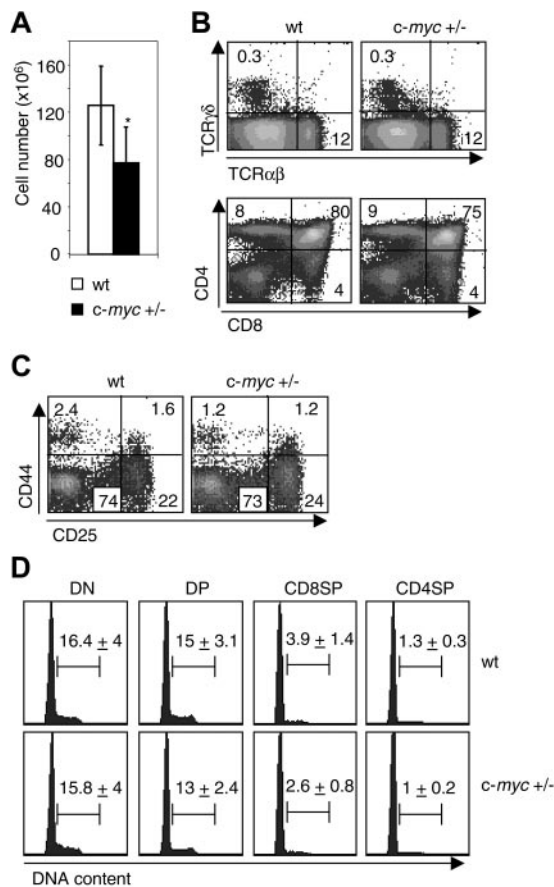 A
Cell number (x10⁶)
160
120
80
40
0
*
wt
c-myc +/-
B
wt
c-myc +/-
TCRγδ
0.3
12
0.3
12
TCRαβ
CD4
8
80
4
9
75
4
CD8
C
wt
c-myc +/-
CD44
2.4
1.6
74
22
1.2
1.2
73
24
CD25
D
DN
DP
CD8SP
CD4SP
16.4 ± 4
15 ± 3.1
3.9 ± 1.4
1.3 ± 0.3
wt
15.8 ± 4
13 ± 2.4
2.6 ± 0.8
1 ± 0.2
c-myc +/-
DNA content